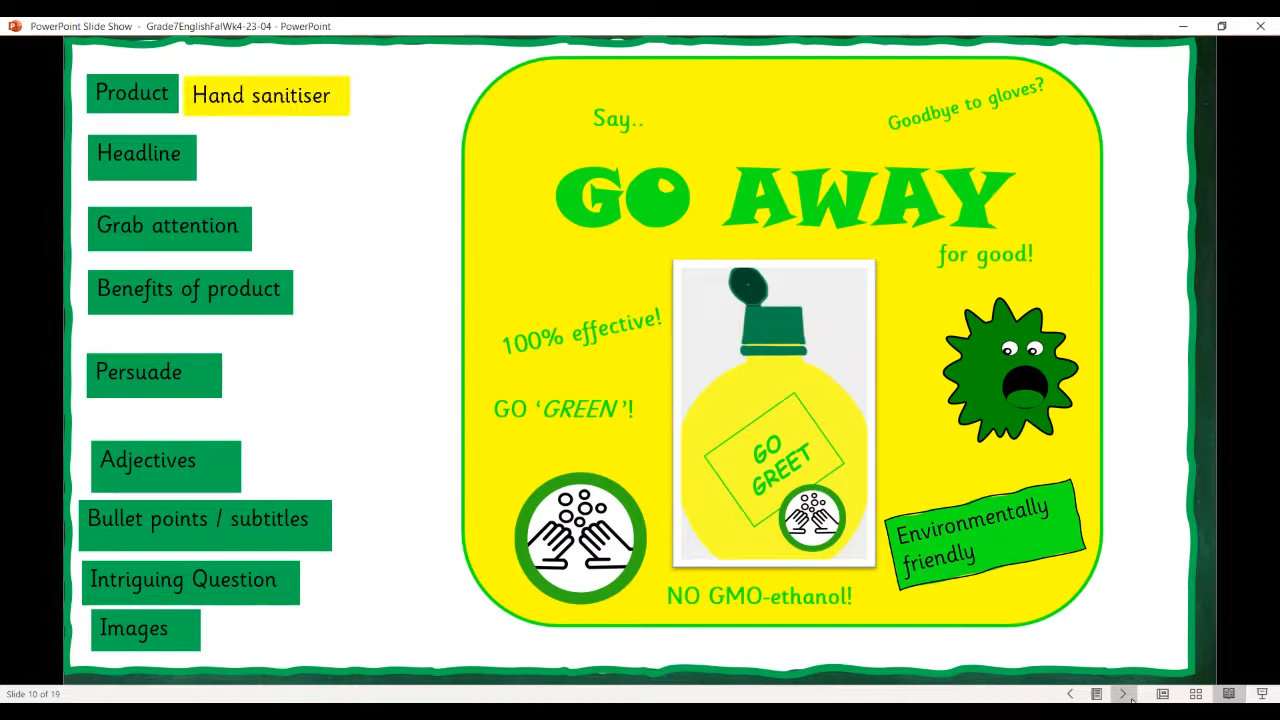 PowerPoint Slide Show - Grade7EnglishFalWk4-23-04 - PowerPoint
Product
Hand sanitiser
Headline
Grab attention
Benefits of product
Persuade
Adjectives
Bullet points / subtitles
Intriguing Question
Images
Say..
Goodbye to gloves?
GO AWAY
for good!
100% effective!
GO ‘GREEN’!
GO
GREET
Environmentally
friendly
NO GMO-ethanol!
Slide 10 of 19